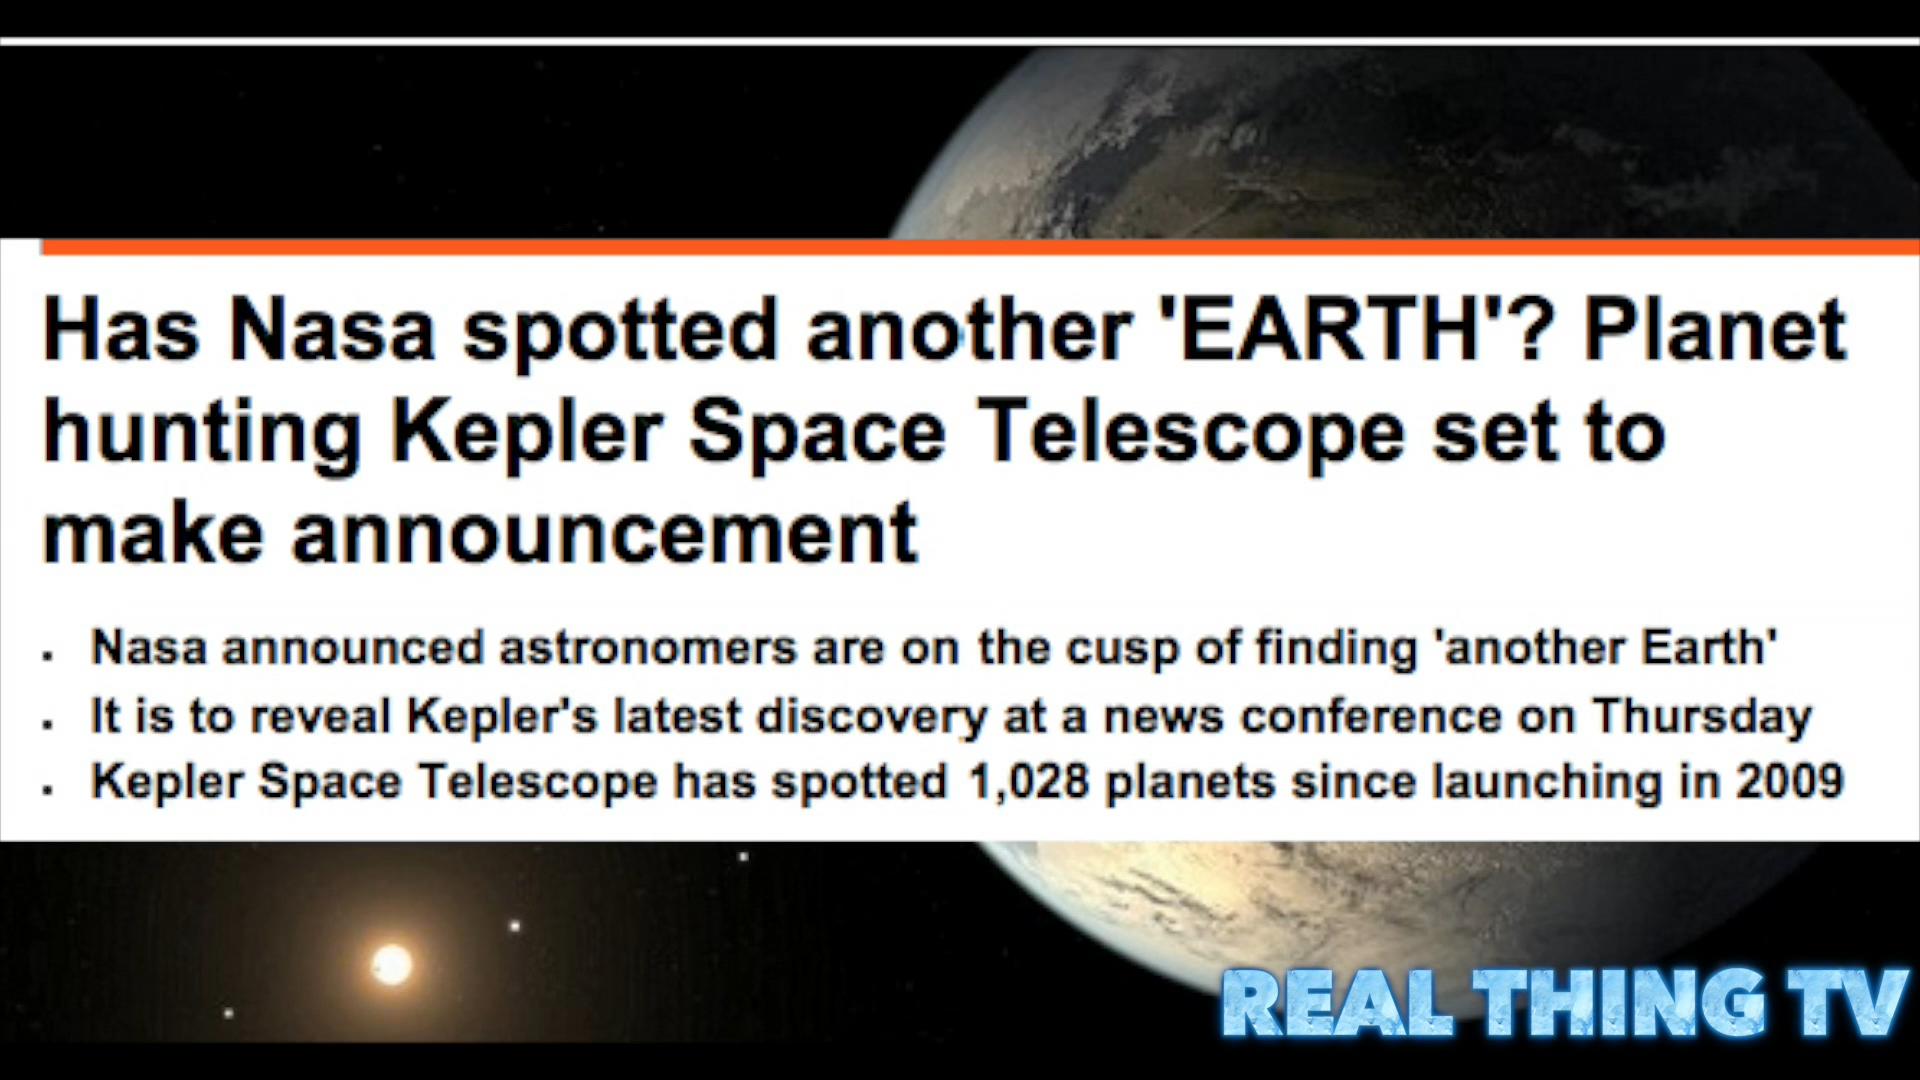 Has Nasa spotted another 'EARTH'? Planet
hunting Kepler Space Telescope set to
make announcement
. Nasa announced astronomers are on the cusp of finding 'another Earth'
. It is to reveal Kepler's latest discovery at a news conference on Thursday
. Kepler Space Telescope has spotted 1,028 planets since launching in 2009
REAL THING TV